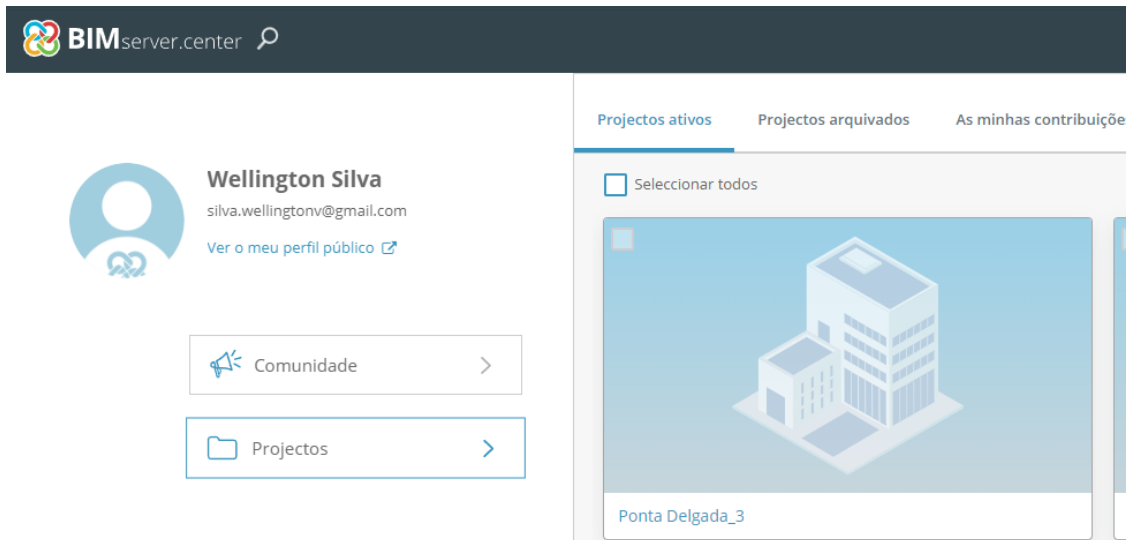 BIMserver.center
Projectos ativos
Projectos arquivados
As minhas contribuiçõe
Wellington Silva
silva.wellingtonv@gmail.com
Ver o meu perfil público
Seleccionar todos
Comunidade
Projectos
Ponta Delgada_3